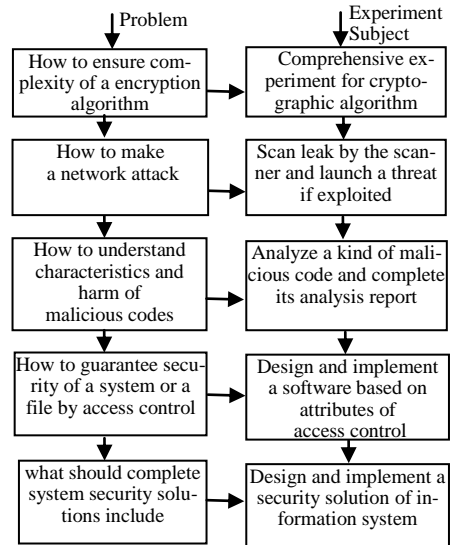 Problem
Experiment
Subject
How to ensure com-
plexity of a encryption
algorithm
Comprehensive ex-
periment for crypto-
graphic algorithm
How to make
a network attack
Scan leak by the scan-
ner and launch a threat
if exploited
How to understand
characteristics and
harm of
malicious codes
Analyze a kind of mali-
cious code and complete
its analysis report
How to guarantee sec-
urity of a system or a
file by access control
Design and implement
a software based on
attributes of
access control
what should complete
system security solu-
tions include
Design and implement a
security solution of in-
formation system